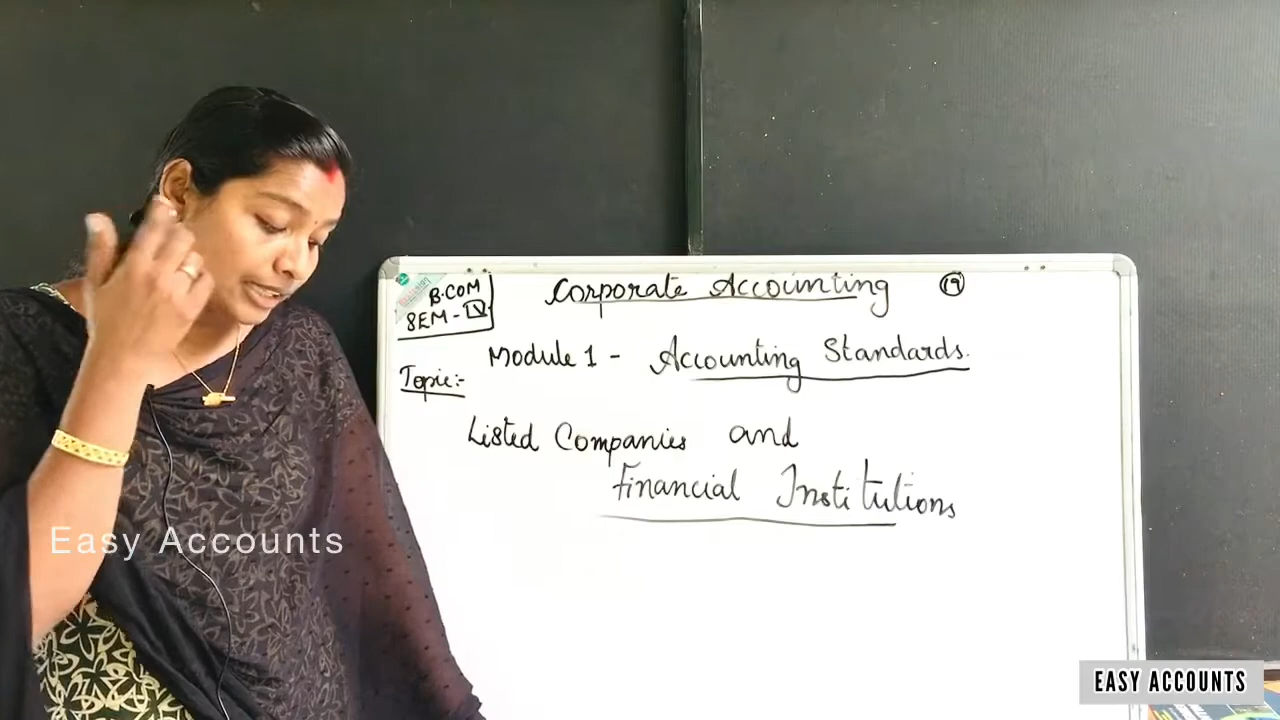 B.COM
SEM - IV
Corporate Accounting
19
Module 1 - Accounting Standards.
Topic:-
Listed Companies and
Financial Institutions
Easy Accounts
EASY ACCOUNTS